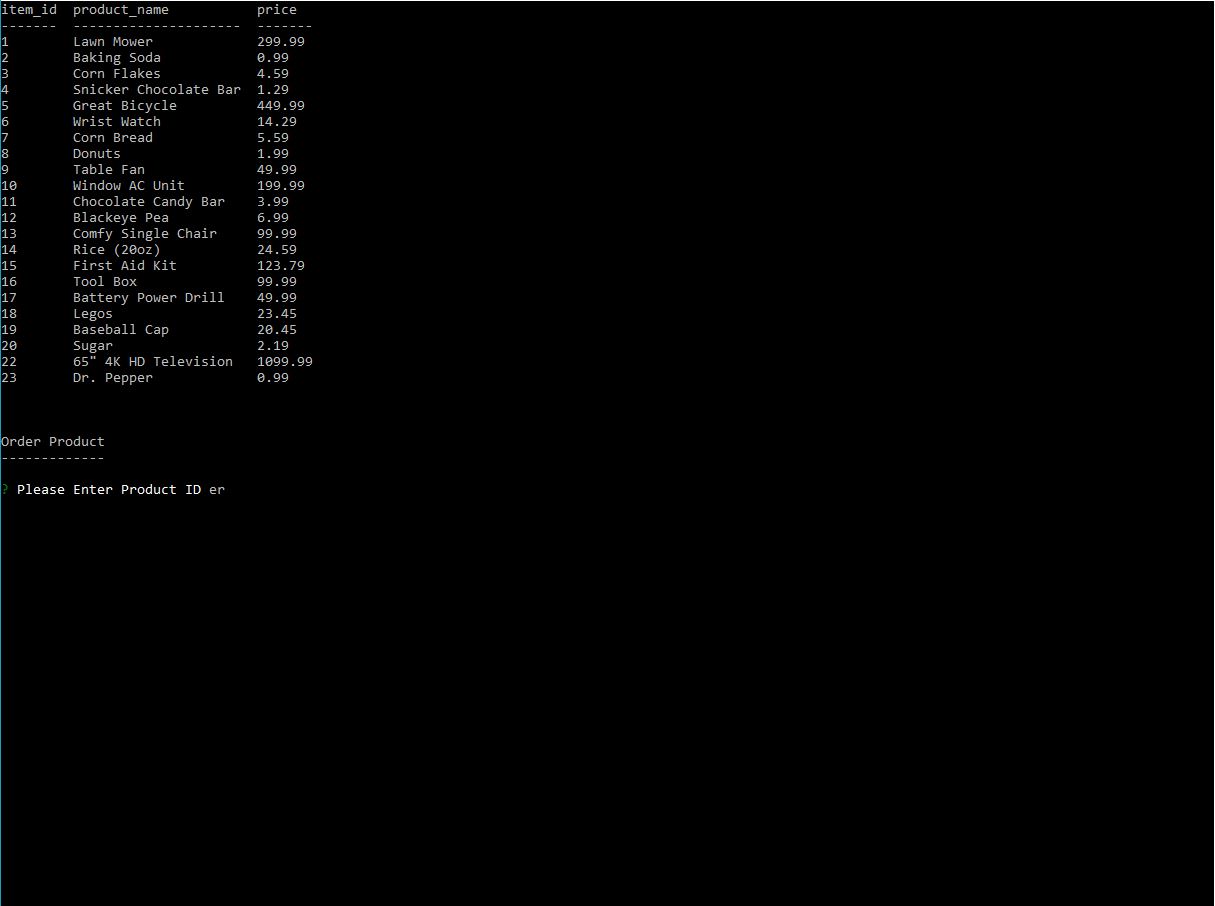 item_id  product_name           price
-------  ---------------------  -------
1        Lawn Mower             299.99
2        Baking Soda            0.99
3        Corn Flakes            4.59
4        Snicker Chocolate Bar  1.29
5        Great Bicycle          449.99
6        Wrist Watch            14.29
7        Corn Bread             5.59
8        Donuts                 1.99
9        Table Fan              49.99
10       Window AC Unit         199.99
11       Chocolate Candy Bar    3.99
12       Blackeye Pea           6.99
13       Comfy Single Chair     99.99
14       Rice (20oz)            24.59
15       First Aid Kit          123.79
16       Tool Box               99.99
17       Battery Power Drill    49.99
18       Legos                  23.45
19       Baseball Cap           20.45
20       Sugar                  2.19
22       65" 4K HD Television   1099.99
23       Dr. Pepper             0.99
Order Product
-------------
? Please Enter Product ID er